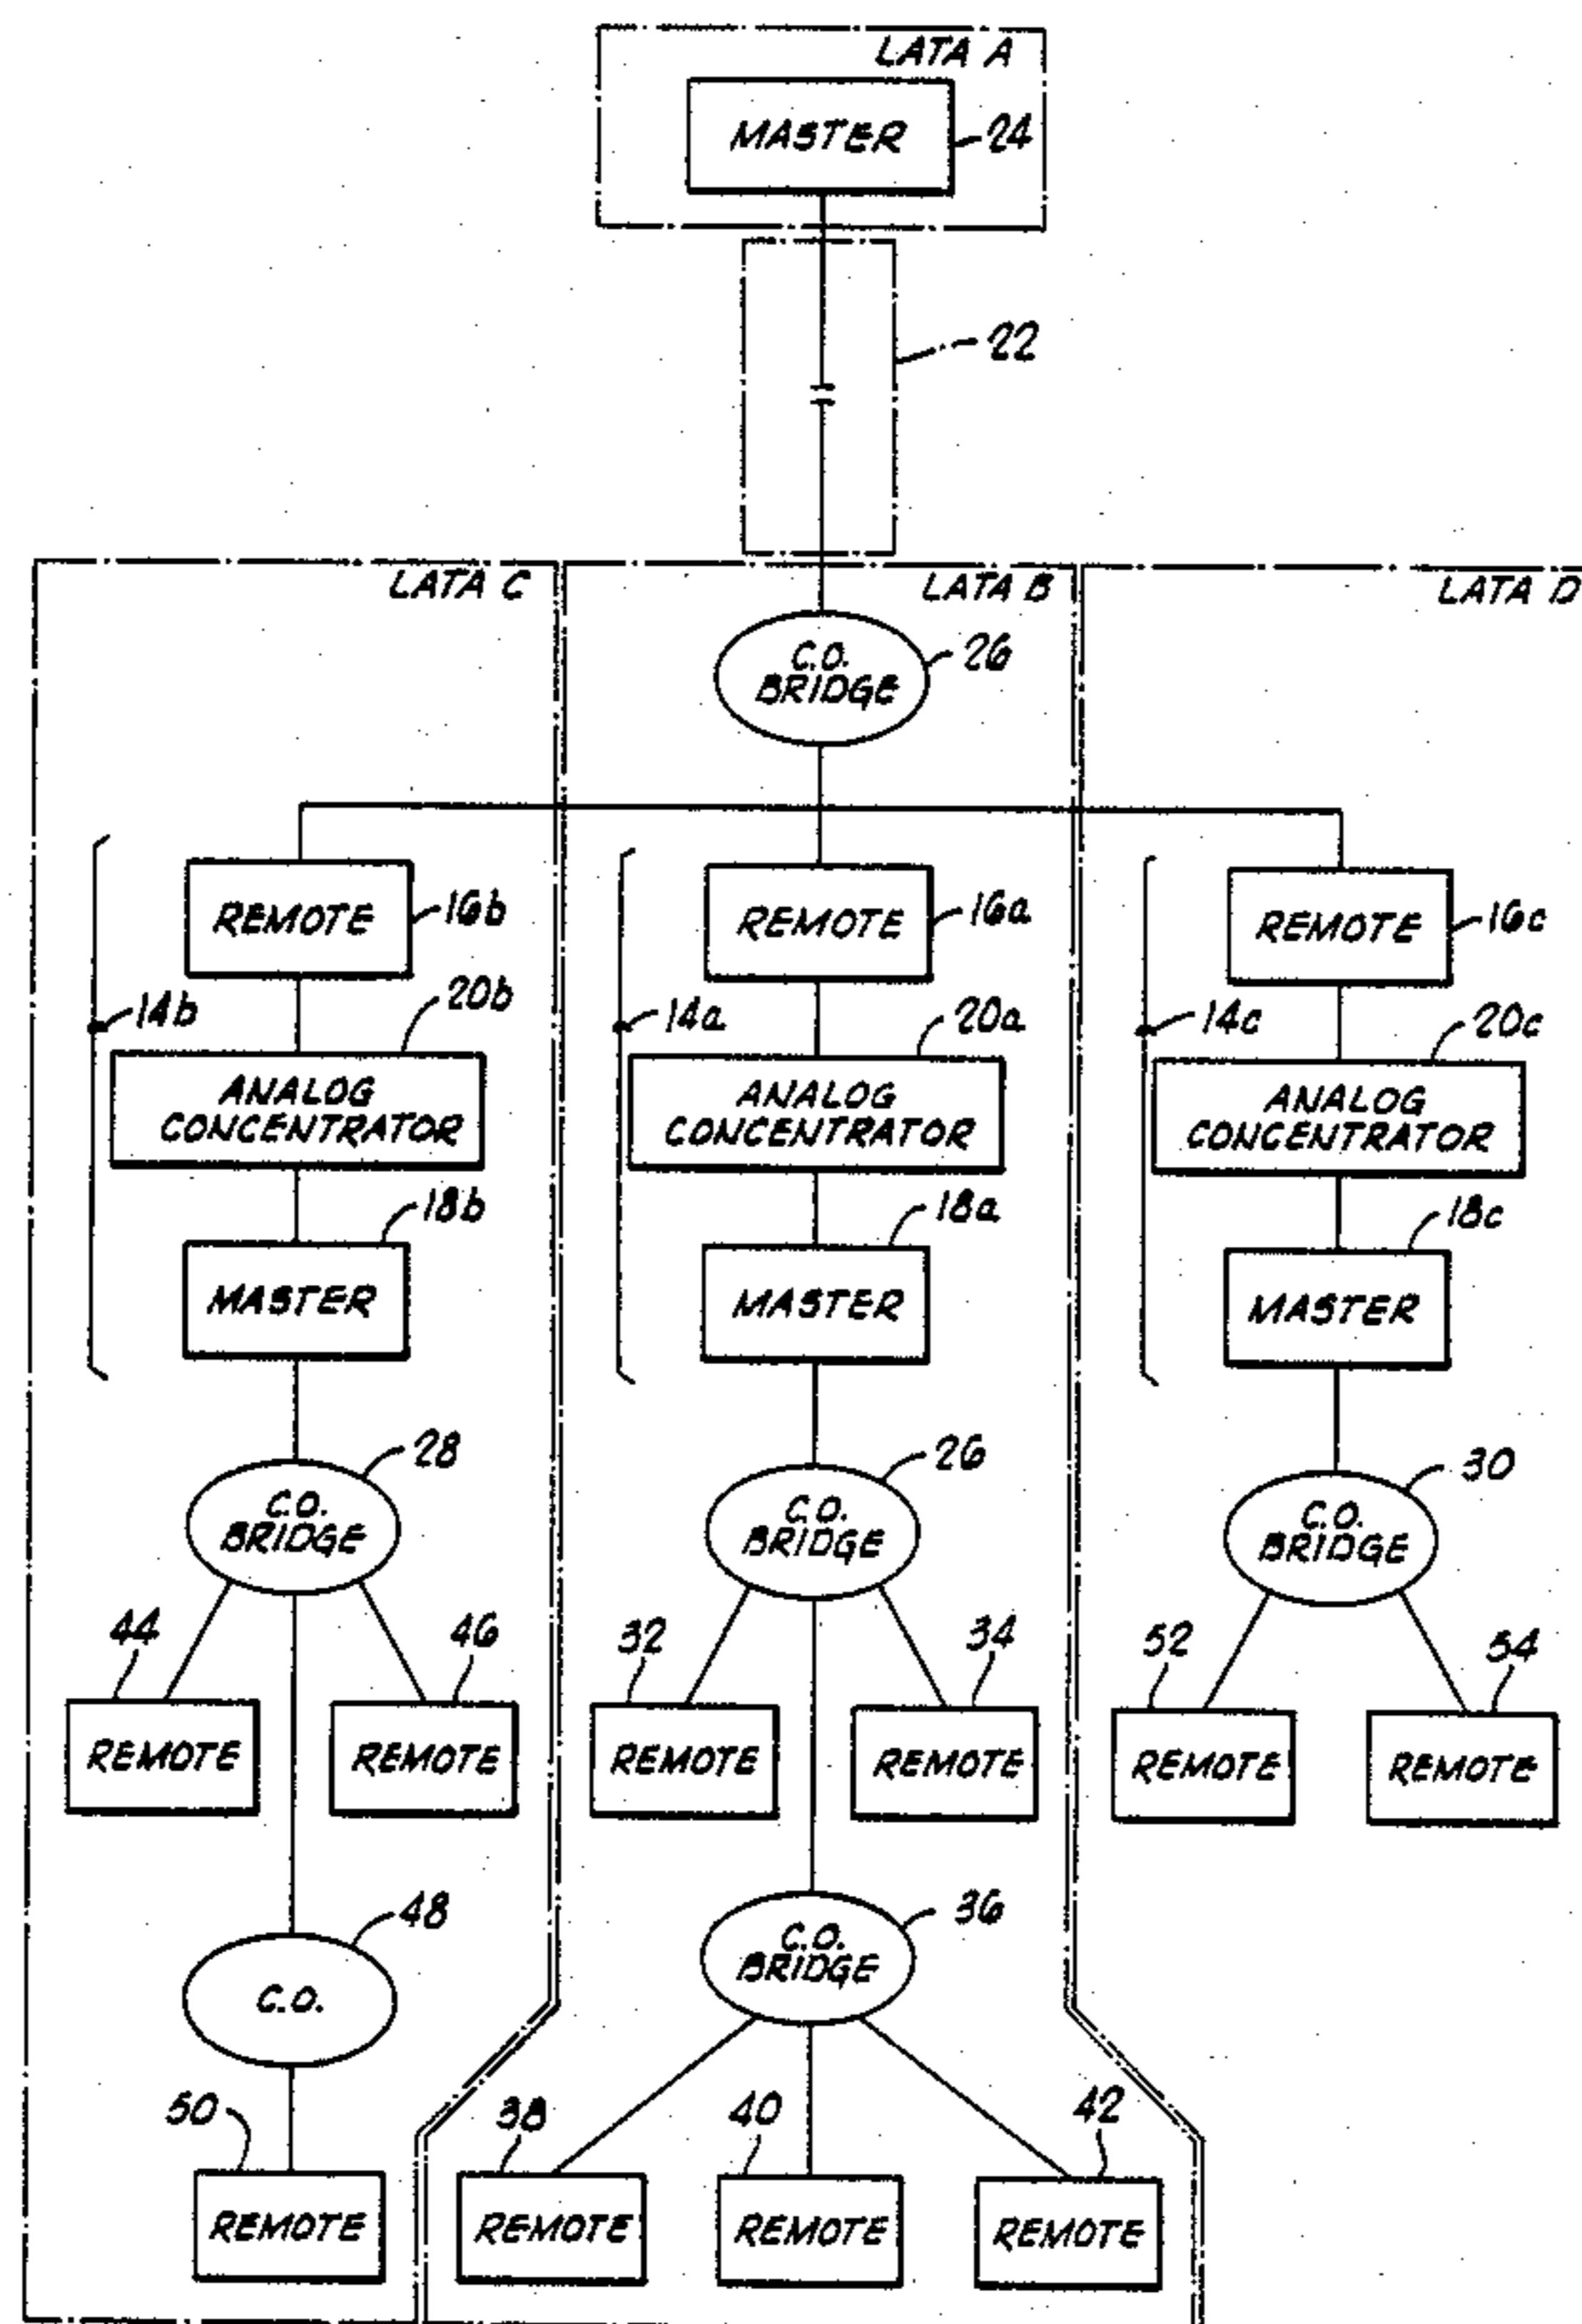 LATA A
MASTER
24
22
LATA C
LATA B
LATA D
C.O.
BRIDGE
26
REMOTE
16b
REMOTE
16a
REMOTE
16c
14b
20b
14a
20a
14c
20c
ANALOG
CONCENTRATOR
ANALOG
CONCENTRATOR
ANALOG
CONCENTRATOR
18b
18a
18c
MASTER
MASTER
MASTER
28
26
30
C.O.
BRIDGE
C.O.
BRIDGE
C.O.
BRIDGE
44
46
32
34
52
54
REMOTE
REMOTE
REMOTE
REMOTE
REMOTE
REMOTE
48
36
C.O.
C.O.
BRIDGE
50
38
40
42
REMOTE
REMOTE
REMOTE
REMOTE